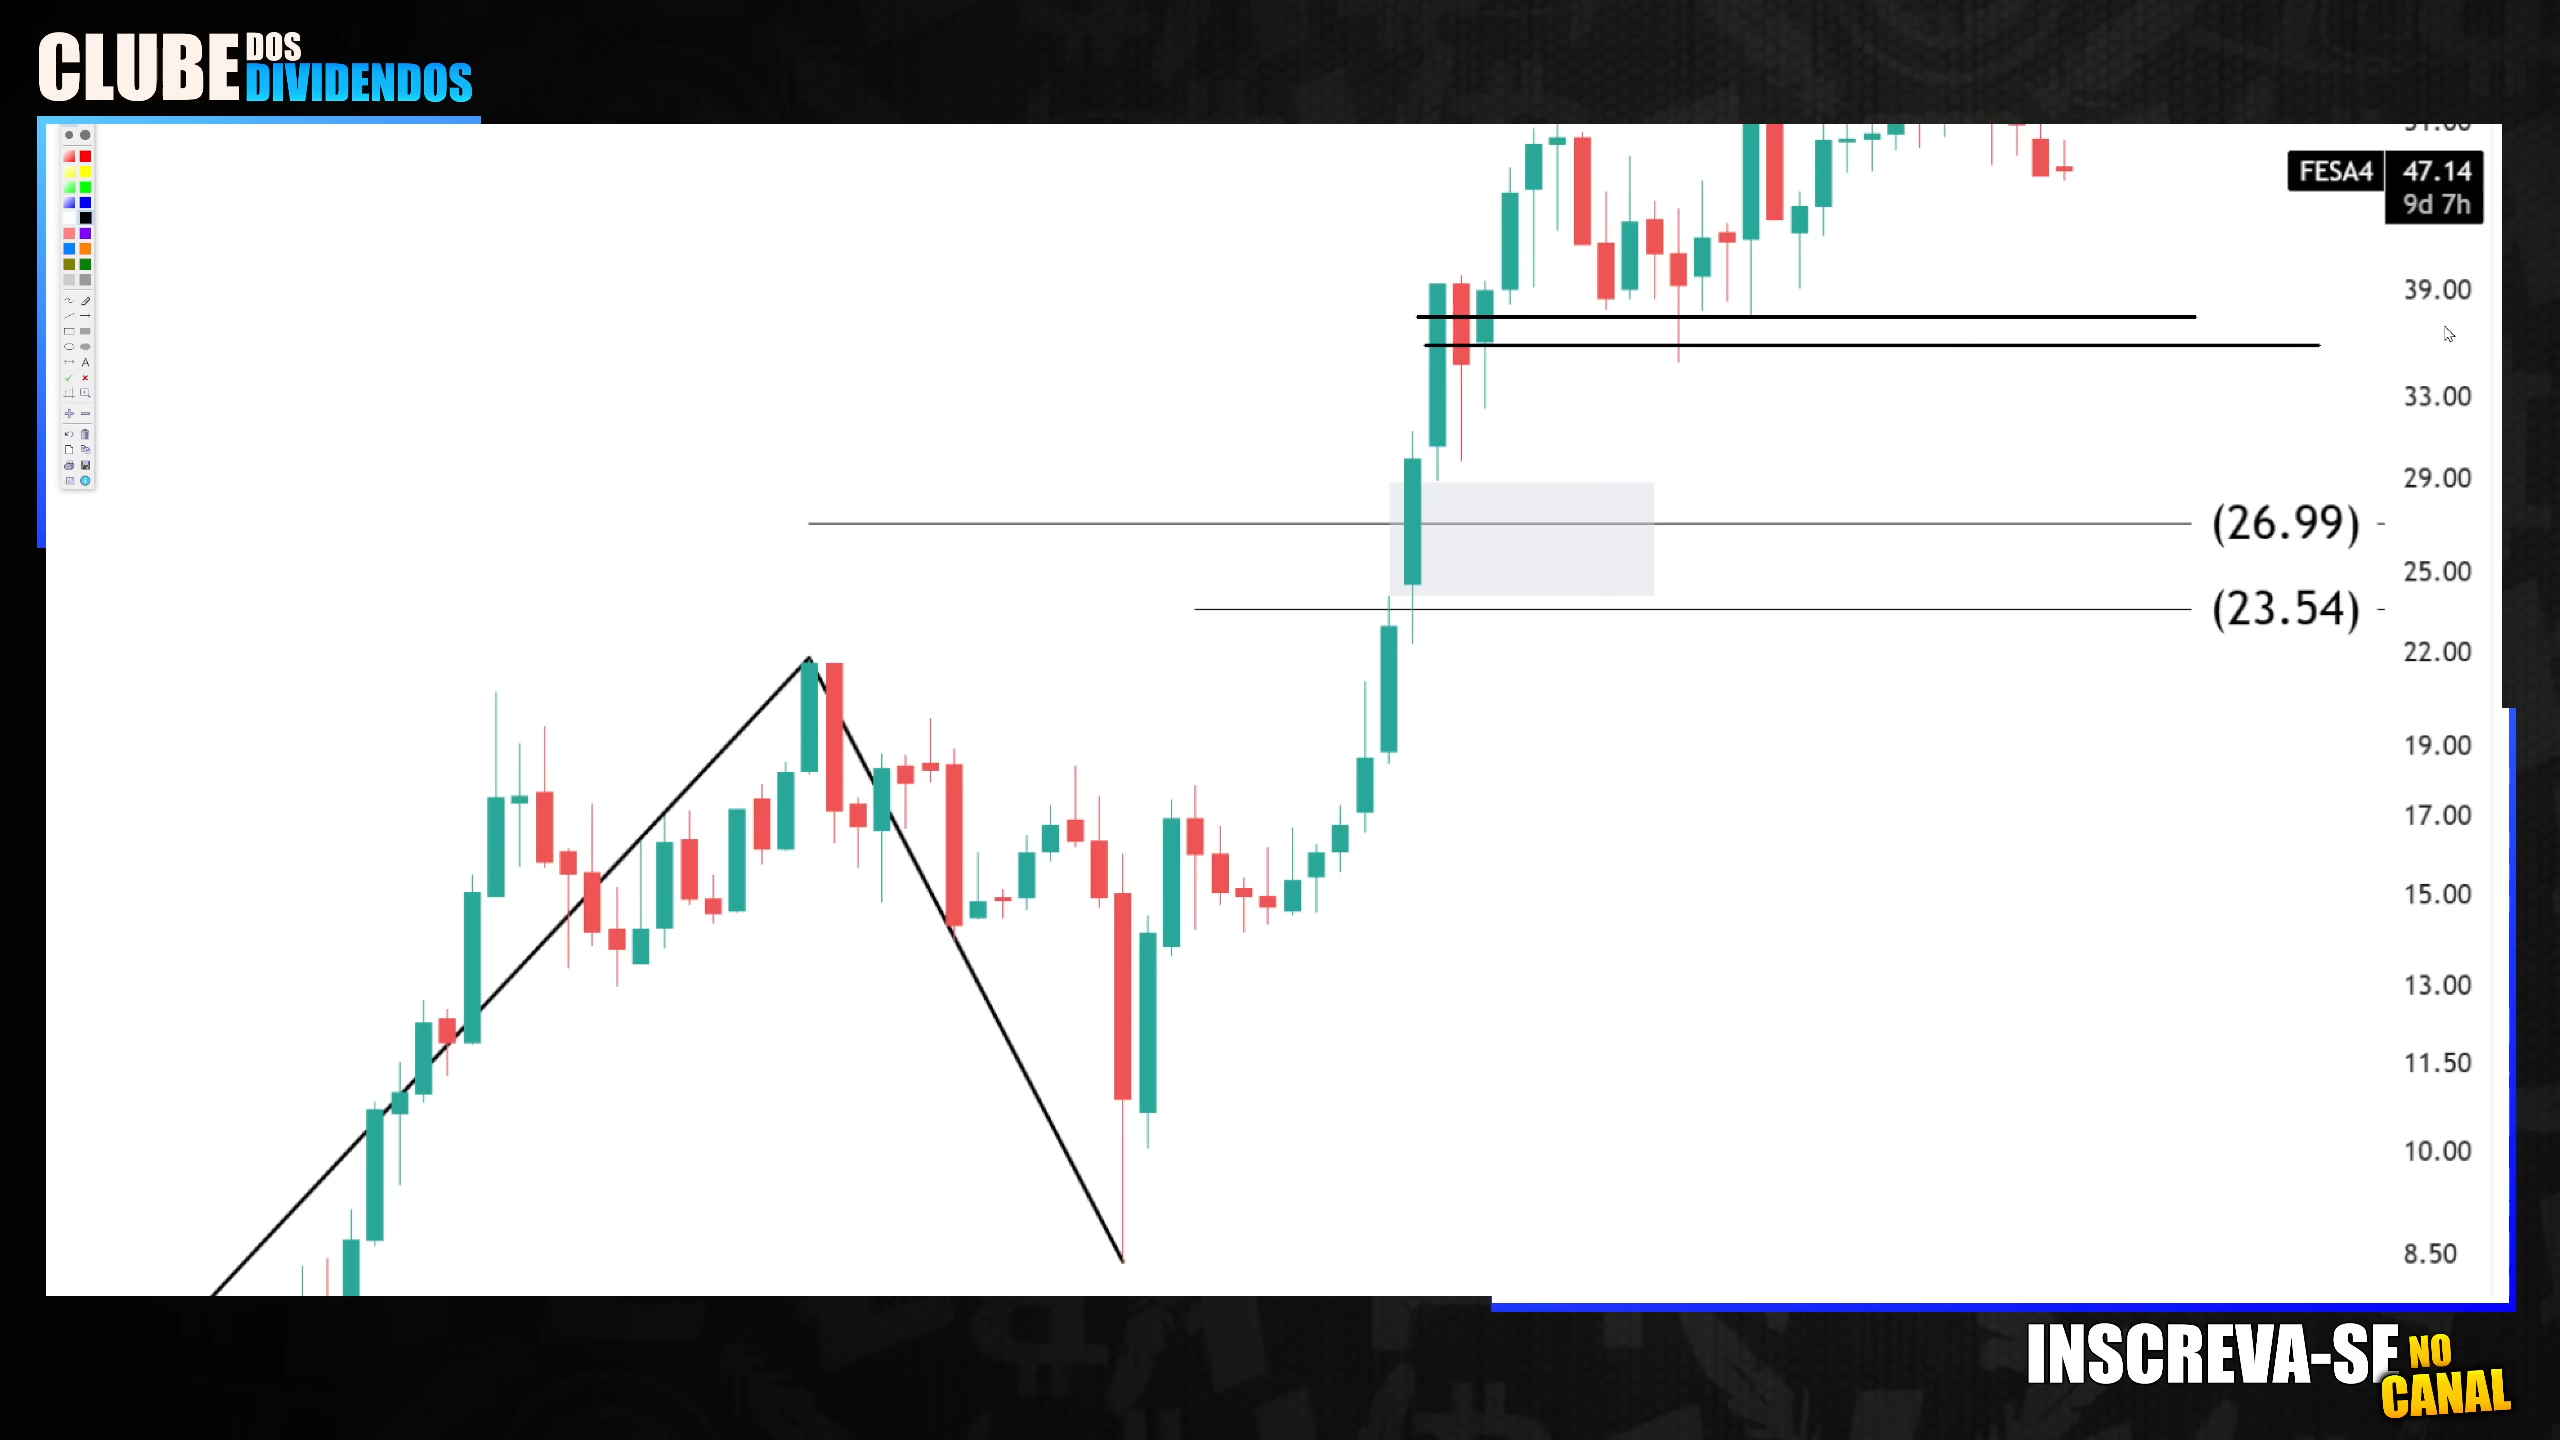 CLUBE DOS
DIVIDENDOS
FESA4 47.14
9d 7h
39.00
33.00
29.00
(26.99)
25.00
(23.54)
22.00
19.00
17.00
15.00
13.00
11.50
10.00
8.50
INSCREVA-SE NO
CANAL